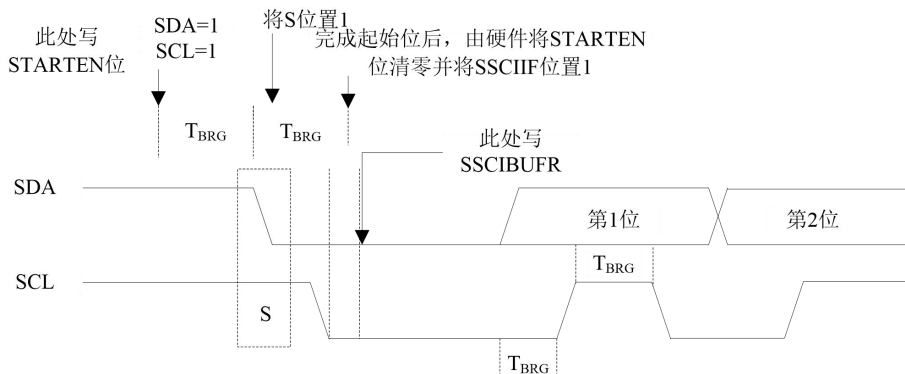 此处写
STARTEN位
SDA=1
SCL=1
将S位置1
完成起始位后，由硬件将STARTEN
位清零并将SSCIIF位置1
TBRG
TBRG
此处写
SSCIBUFR
SDA
第1位
第2位
TBRG
SCL
S
TBRG